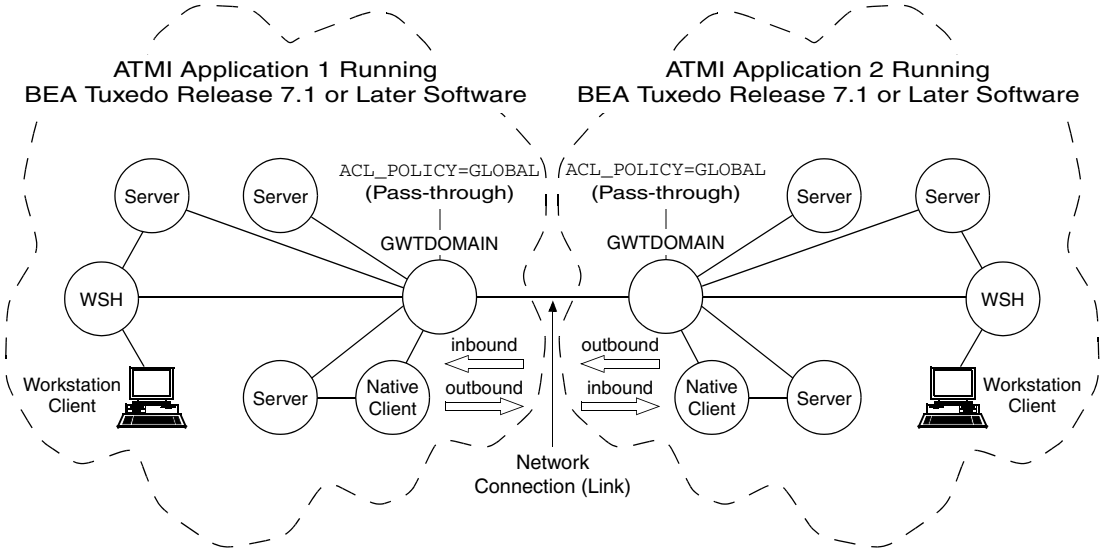 ATMI Application 1 Running
BEA Tuxedo Release 7.1 or Later Software
ATMI Application 2 Running
BEA Tuxedo Release 7.1 or Later Software
ACL_POLICY=GLOBAL
(Pass-through)
ACL_POLICY=GLOBAL
(Pass-through)
Server
Server
Server
Server
GWTDOMAIN
GWTDOMAIN
WSH
WSH
inbound
outbound
outbound
inbound
Workstation
Client
Server
Native
Client
Native
Client
Server
Workstation
Client
Network
Connection (Link)